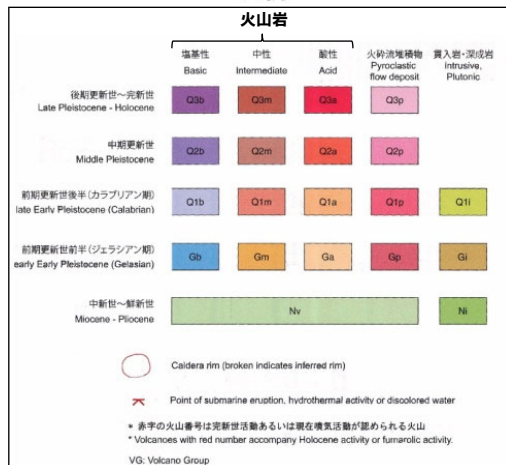 火山岩
塩基性 中性 酸性 火砕流堆積物 貫入岩・深成岩
Basic Intermediate Acid Pyroclastic flow deposit Intrusive, Plutonic
後期更新世～完新世
Late Pleistocene - Holocene
Q3b Q3m Q3a Q3p
中期更新世
Middle Pleistocene
Q2b Q2m Q2a Q2p
前期更新世後半(カラブリアン期)
late Early Pleistocene (Calabrian)
Q1b Q1m Q1a Q1p Q1i
前期更新世前半(ジェラシアン期)
early Early Pleistocene (Gelasian)
Gb Gm Ga Gp Gi
中新世～鮮新世
Miocene - Pliocene
Nv Ni
Caldera rim (broken indicates inferred rim)
Point of submarine eruption, hydrothermal activity or discolored water
* 赤字の火山番号は完新世活動あるいは現在噴気活動が認められる火山
* Volcanoes with red number accompany Holocene activity or fumarolic activity.
VG: Volcano Group